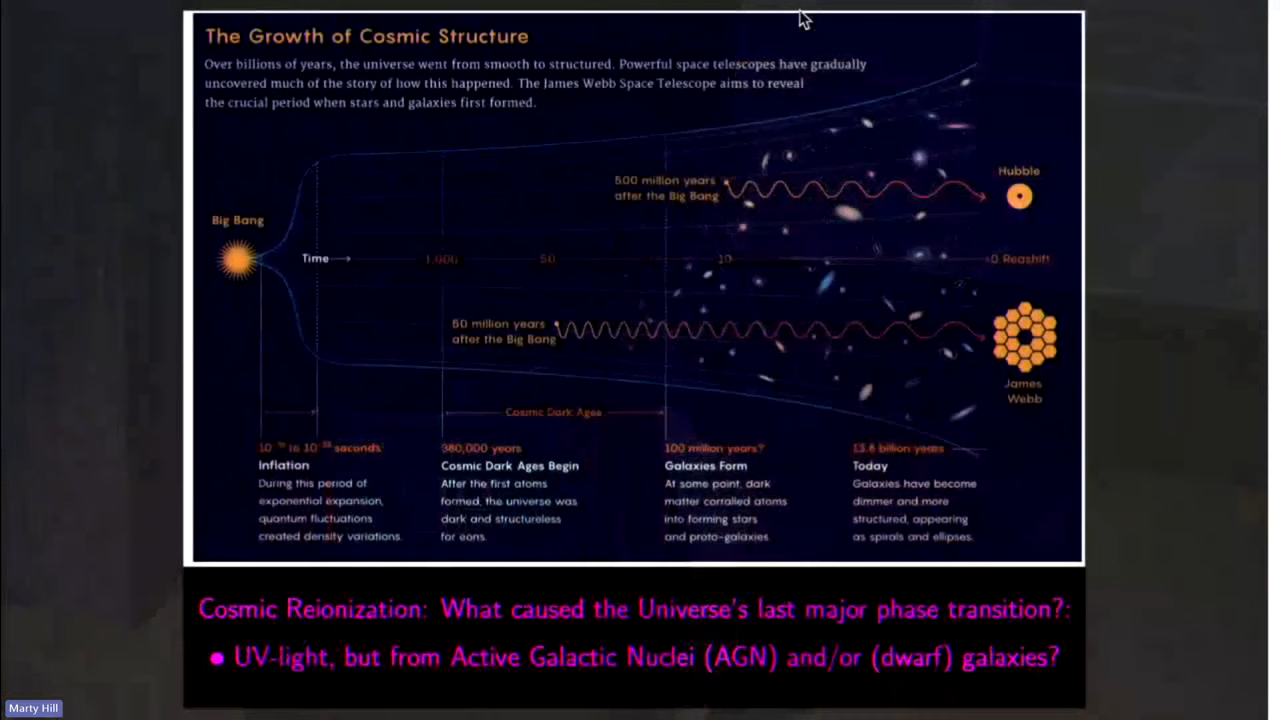 The Growth of Cosmic Structure
Over billions of years, the universe went from smooth to structured. Powerful space telescopes have gradually
uncovered much of the story of how this happened. The James Webb Space Telescope aims to reveal
the crucial period when stars and galaxies first formed.
500 million years
after the Big Bang
Hubble
Big Bang
Time
1,000
50
10
0 Redshift
50 million years
after the Big Bang
James
Webb
Cosmic Dark Ages
to seconds
Inflation
During this period of
exponential expansion,
quantum fluctuations
created density variations.
380,000 years
Cosmic Dark Ages Begin
After the first atoms
formed, the universe was
dark and structureless
for eons.
100 million years?
Galaxies Form
At some point, dark
matter corralled atoms
into forming stars
and proto-galaxies
13.8 billion years
Today
Galaxies have become
dimmer and more
structured, appearing
as spirals and ellipses.
Cosmic Reionization: What caused the Universe's last major phase transition?:
• UV-light, but from Active Galactic Nuclei (AGN) and/or (dwarf) galaxies?
Marty Hill